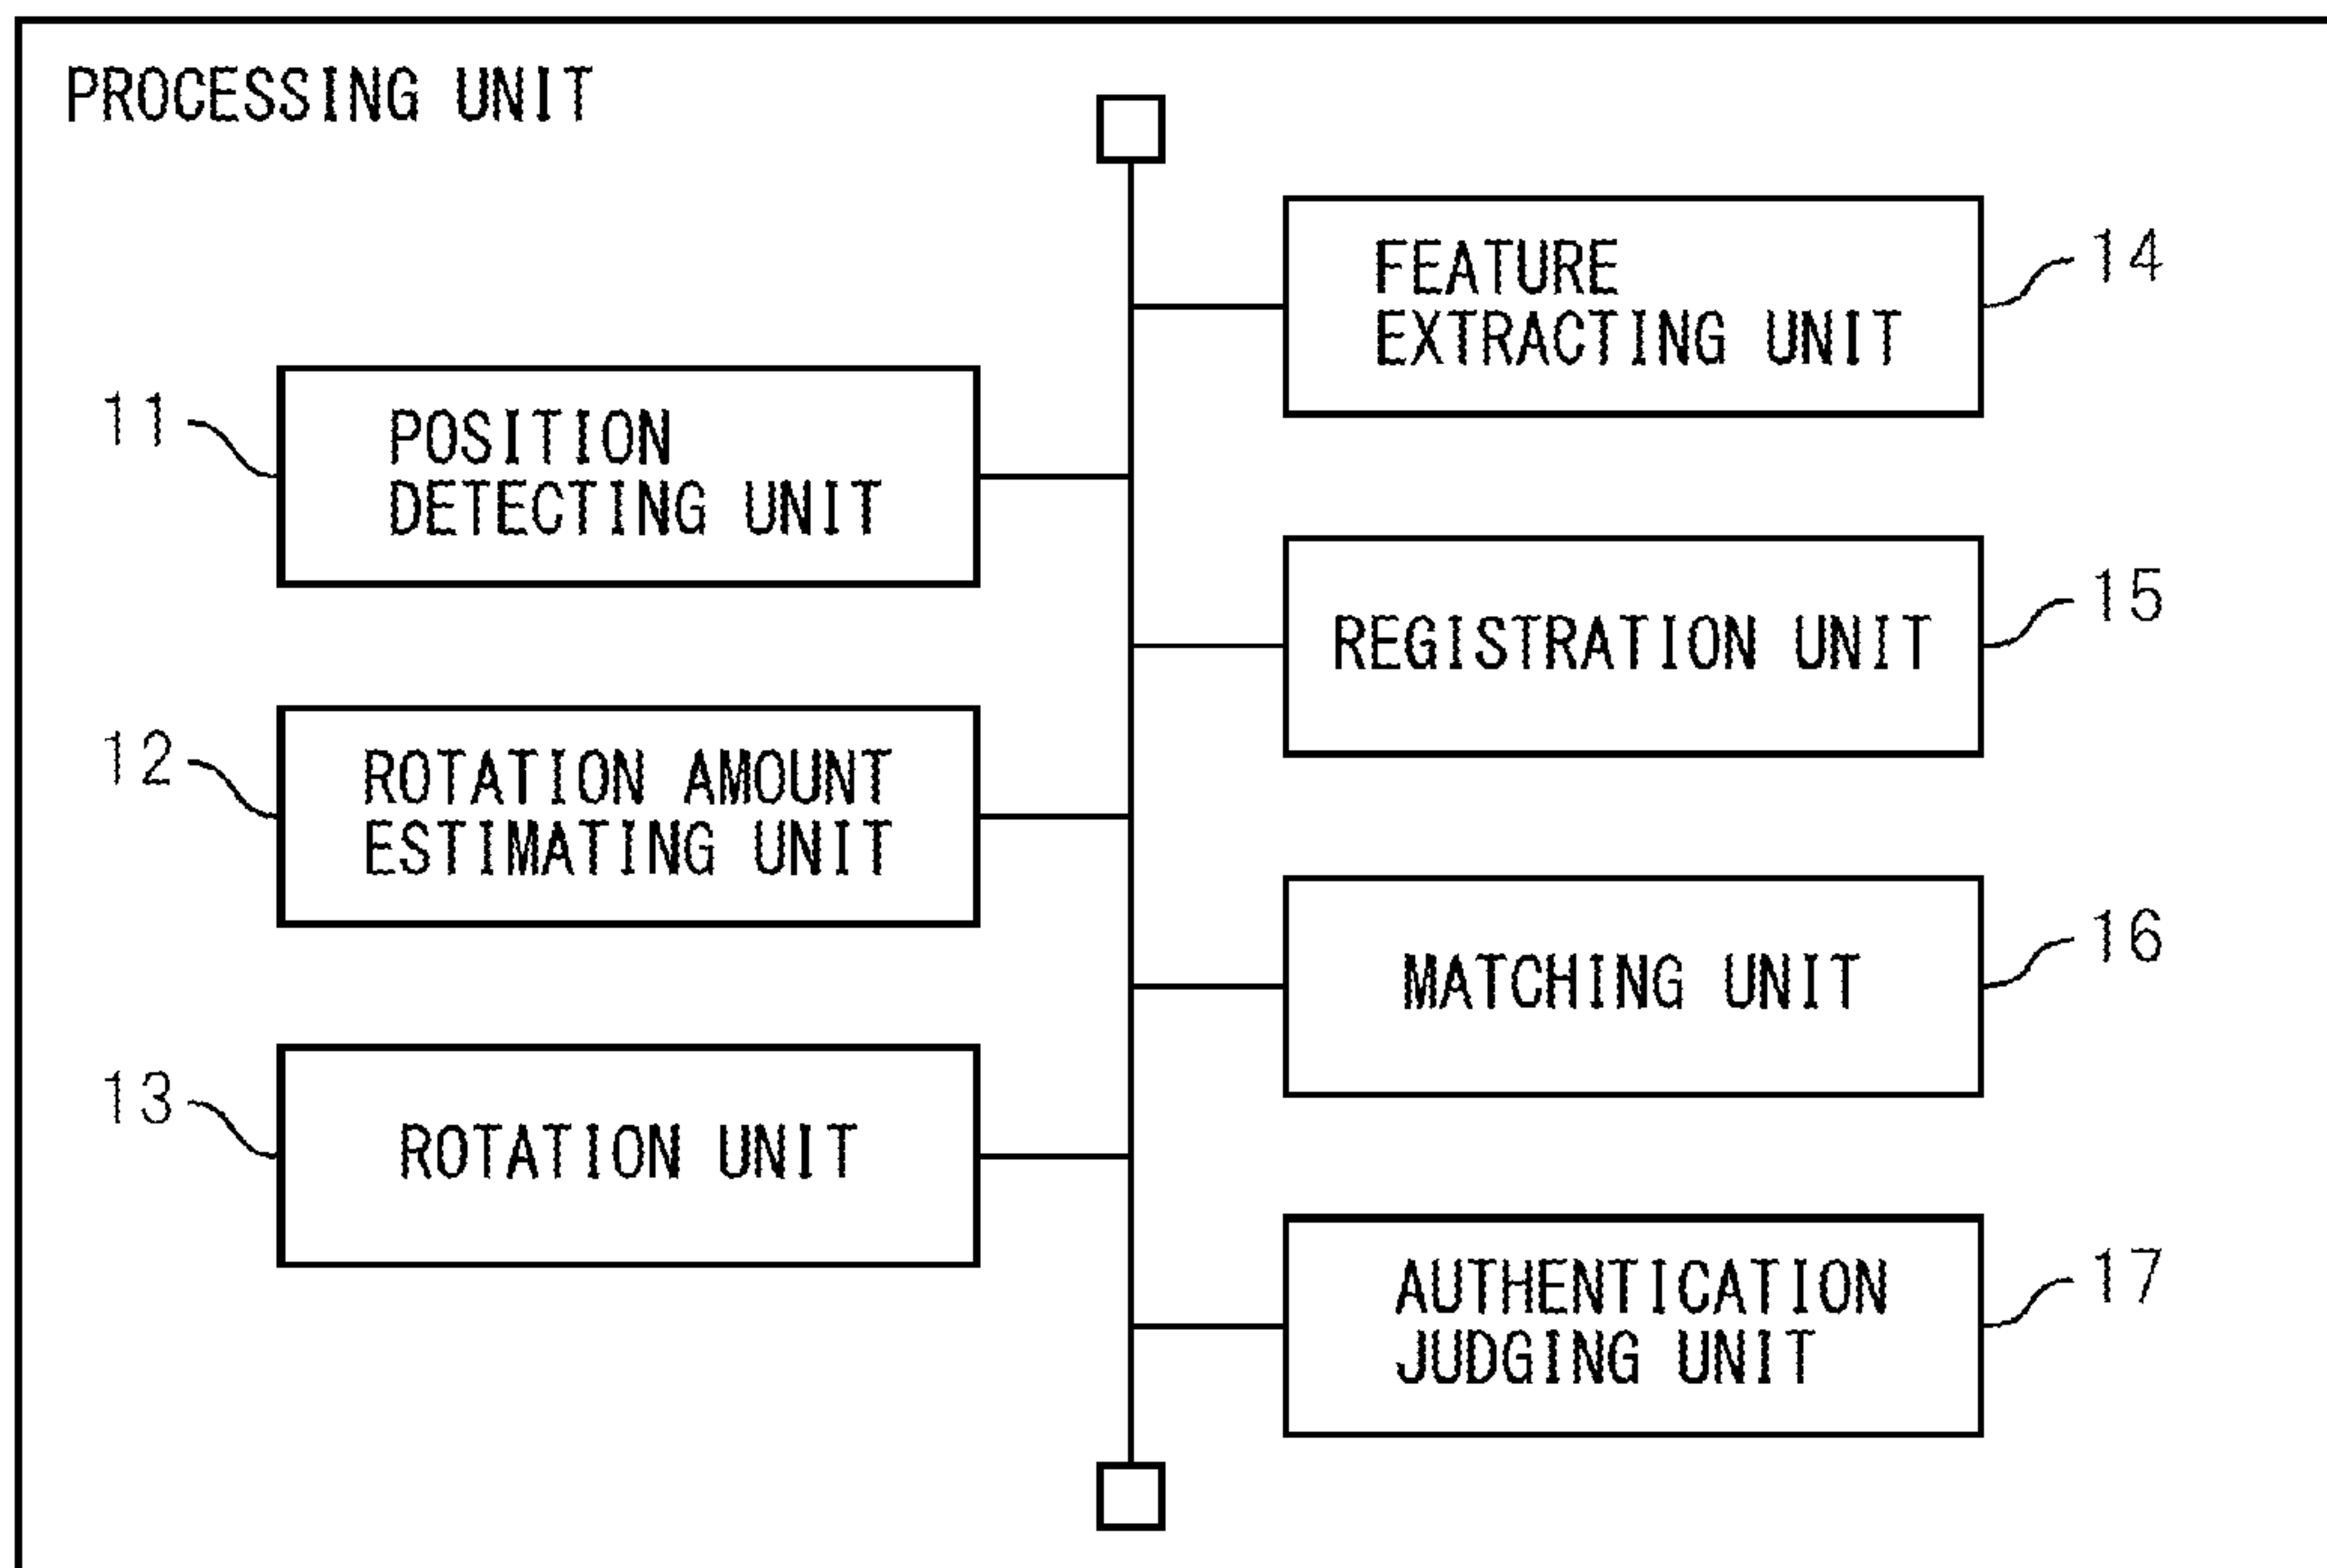 PROCESSING UNIT
11
POSITION
DETECTING UNIT
12
ROTATION AMOUNT
ESTIMATING UNIT
13
ROTATION UNIT
FEATURE
EXTRACTING UNIT
14
REGISTRATION UNIT
15
MATCHING UNIT
16
AUTHENTICATION
JUDGING UNIT
17